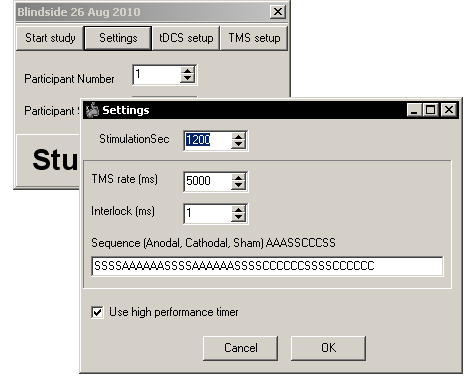 Blindside 26 Aug 2010
Start study Settings tDCS setup TMS setup
Participant Number 1
Participant S
Stu
Settings
StimulationSec 1200
TMS rate (ms) 5000
Interlock (ms) 1
Sequence (Anodal, Cathodal, Sham) AAASSCCCSS
SSSSAAAAAASSSSAAAAAASSSSCCCCCCSSSSCCCCCC
Use high performance timer
Cancel OK